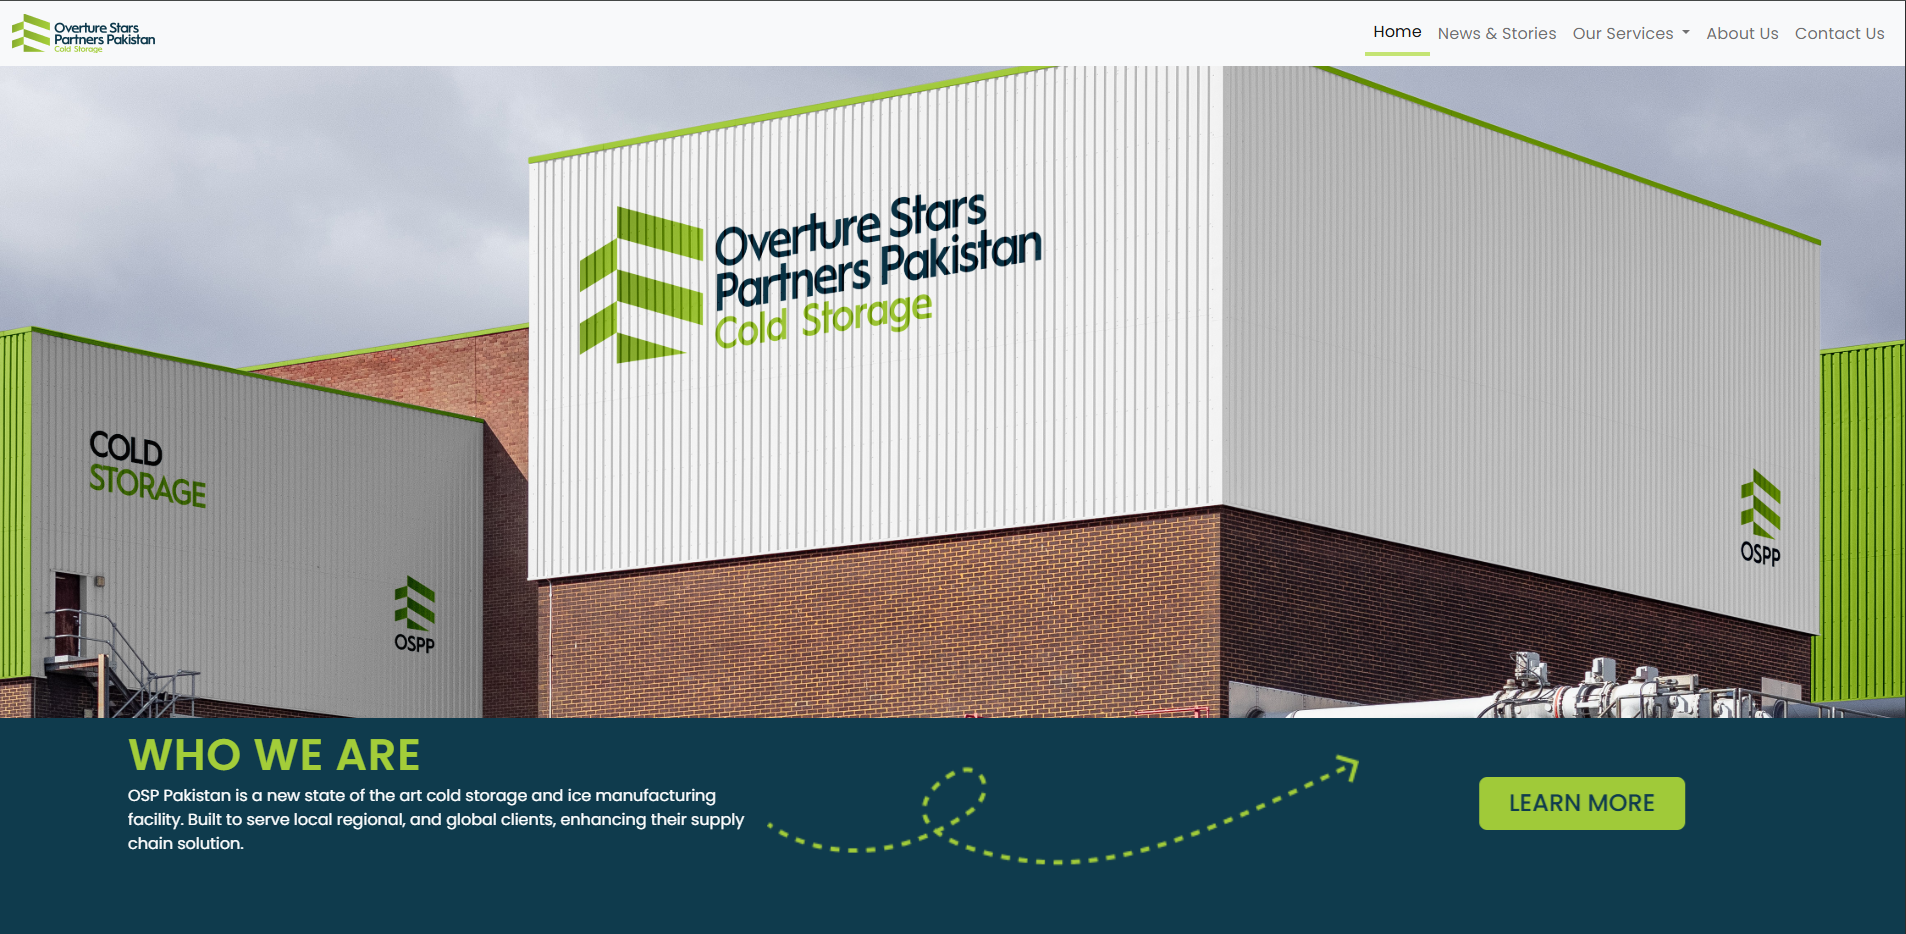 Overture Stars
Partners Pakistan
Cold Storage
Home News & Stories Our Services About Us Contact Us
Overture Stars
Partners Pakistan
Cold Storage
COLD
STORAGE
OSPP
OSPP
WHO WE ARE
OSP Pakistan is a new state of the art cold storage and ice manufacturing
facility. Built to serve local regional, and global clients, enhancing their supply
chain solution.
LEARN MORE